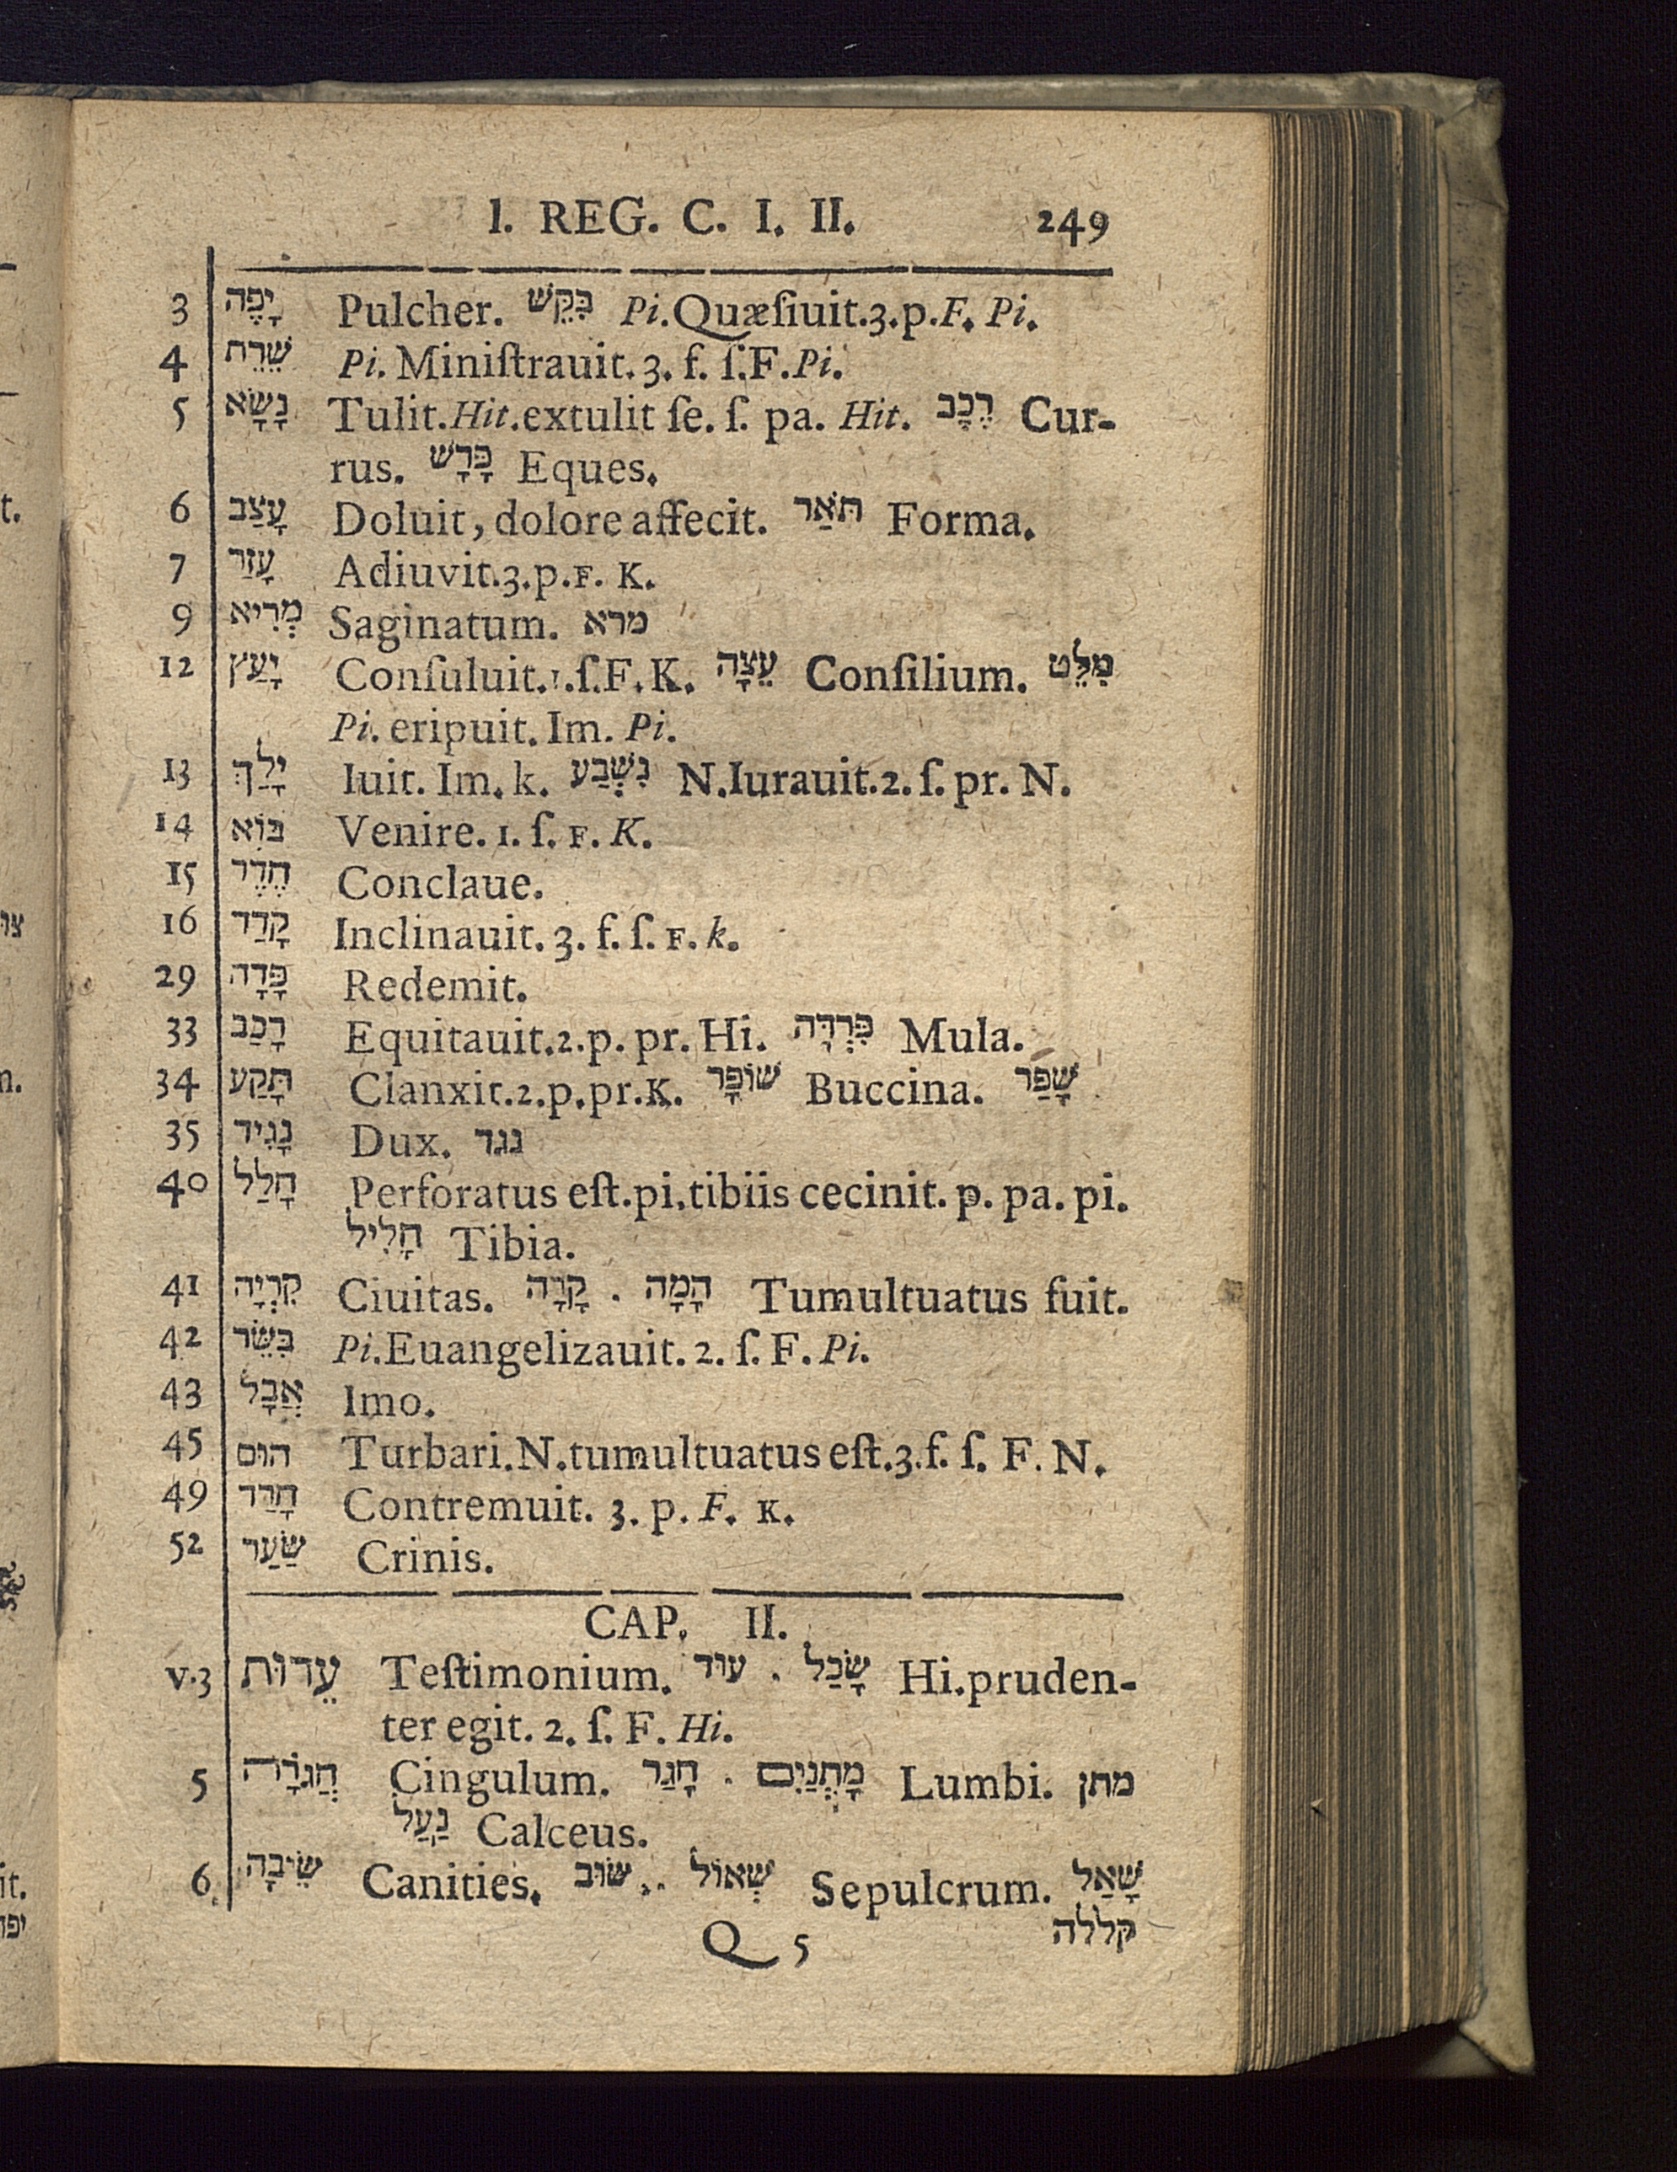 I. REG. C. I. II. 249
3 יָפֶה Pulcher. בִּקֵּשׁ Pi. Quæſiuit.3.p.F. Pi.
4 שֵׁרֵת Pi. Miniſtrauit. 3. f. ſ.F.Pi.
5 נָשָׂא Tulit.Hit.extulit ſe. ſ. pa. Hit. רֶכֶב Cur-
rus. פָּרָשׁ Eques.
6 עָצַב Doluit, dolore affecit. תֹּאַר Forma.
7 עָזַר Adiuvit.3.p.F. K.
9 מְרִיא Saginatum. מרא
12 יָעַץ Conſuluit.1.ſ.F.K. עֵצָה Conſilium. מִלֵּט
Pi. eripuit. Im. Pi.
13 יָלַךְ Iuit. Im. k. נִשְׁבַּע N.Iurauit.2. ſ. pr. N.
14 בּוֹא Venire. 1. ſ. F. K.
15 חֶדֶר Conclaue.
16 קָדַד Inclinauit. 3. f. ſ. F. k.
29 פָּדָה Redemit.
33 רָכַב Equitauit.2.p. pr. Hi. פִּרְדָּה Mula.
34 תָּקַע Clanxit.2.p.pr.K. שׁוֹפָר Buccina. שָׁפַר
35 נָגִיד Dux. נגד
40 חָלַל Perforatus eſt.pi.tibiis cecinit. p. pa. pi.
חָלִיל Tibia.
41 קִרְיָה Ciuitas. קָרָה . הָמָה Tumultuatus fuit.
42 בִּשֵּׂר Pi.Euangelizauit. 2. ſ. F. Pi.
43 אֲבָל Imo.
45 הום Turbari.N.tumultuatus eſt.3.f. ſ. F. N.
49 חָרַד Contremuit. 3. p. F. K.
52 שַׂעַר Crinis.
CAP. II.
v.3 עֵדוּת Teſtimonium. עוּד . שָׂכַל Hi.pruden-
ter egit. 2. ſ. F. Hi.
5 חֲגֹרָה Cingulum. חָגַר . מָתְנַיִם Lumbi. מתן
נַעַל Calceus.
6 שֵׂיבָה Canities. שׂוּב . שְׁאוֹל Sepulcrum. שָׁאַל
Q 5 קללה